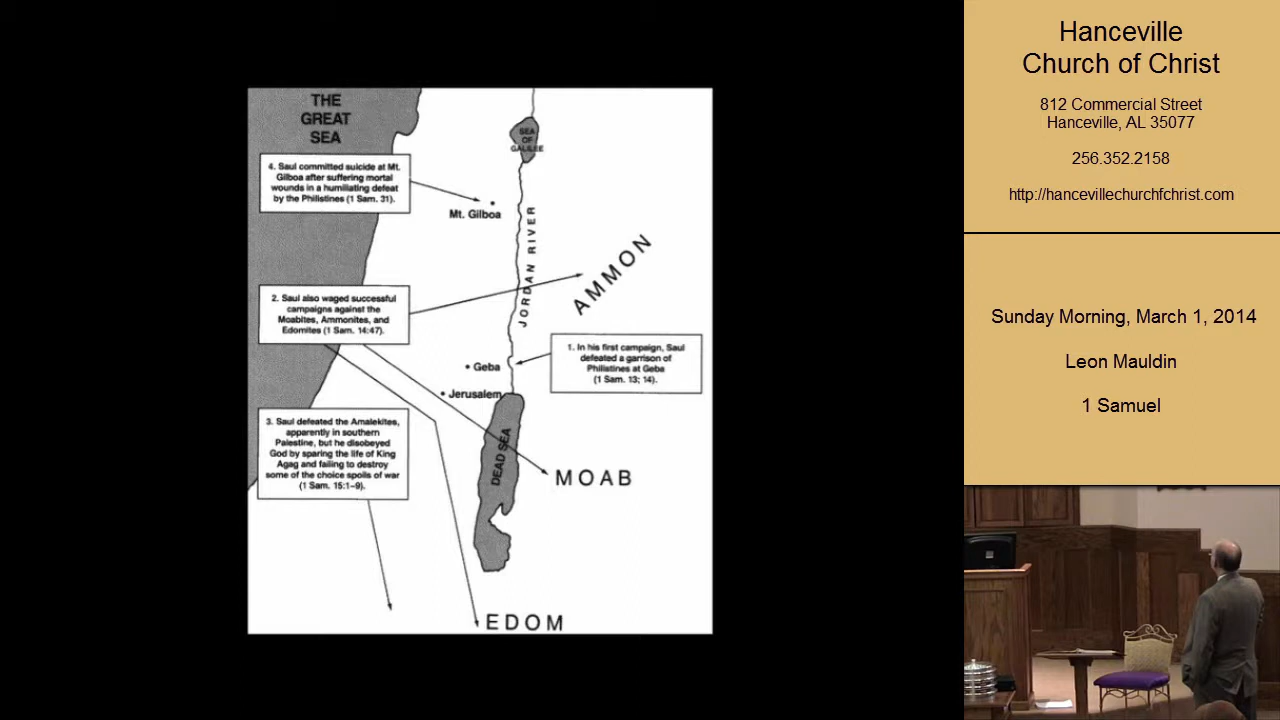 THE
GREAT
SEA
SEA
OF
GALILEE
4. Saul committed suicide at Mt.
Gilboa after suffering mortal
wounds in a humiliating defeat
by the Philistines (1 Sam. 31).
Mt. Gilboa
JORDAN RIVER
AMMON
2. Saul also waged successful
campaigns against the
Moabites, Ammonites, and
Edomites (1 Sam. 14:47).
1. In his first campaign, Saul
defeated a garrison of
Philistines at Geba
(1 Sam. 13; 14).
Geba
Jerusalem
3. Saul defeated the Amalekites,
apparently in southern
Palestine, but he disobeyed
God by sparing the life of King
Agag and failing to destroy
some of the choice spoils of war
(1 Sam. 15:1–9).
DEAD SEA
MOAB
EDOM
Hanceville
Church of Christ
812 Commercial Street
Hanceville, AL 35077
256.352.2158
http://hancevillechurchfchrist.com
Sunday Morning, March 1, 2014
Leon Mauldin
1 Samuel